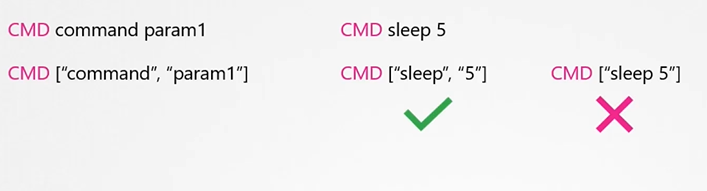 CMD command param1
CMD sleep 5
CMD [“command”, “param1”]
CMD [“sleep”, “5”]
CMD [“sleep 5”]